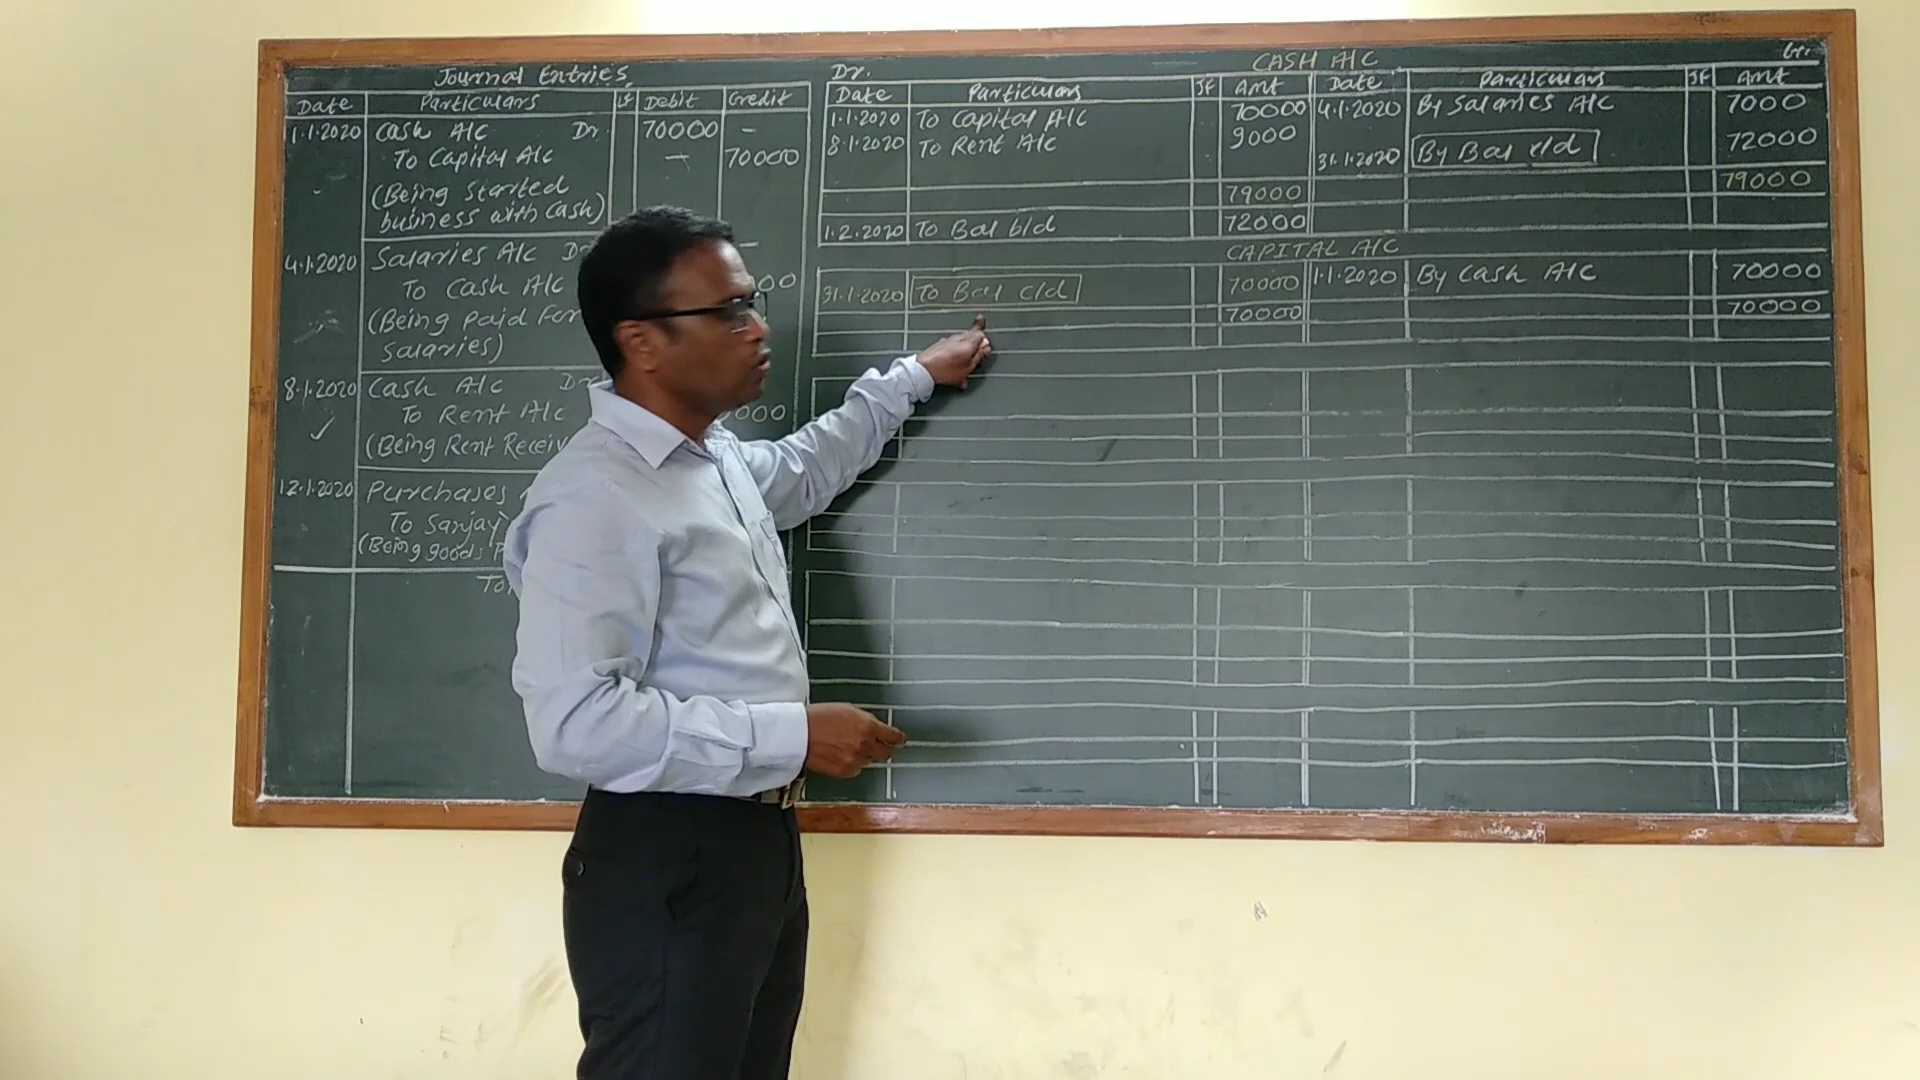 Journal Entries
Date Particulars LF Debit Credit
1.1.2020 Cash A/c Dr. 70000 -
To Capital A/c - 70000
(Being Started
business with Cash)
4.1.2020 Salaries A/c Dr -
To Cash A/c
(Being Paid For
Salaries)
8.1.2020 Cash A/c Dr
To Rent A/c
(Being Rent
12.1.2020 Purchases
To Sanjay
(Being goods
Dr. CASH A/C Cr.
Date Particulars JF Amt Date Particulars JF Amt
1.1.2020 To Capital A/c 70000 4.1.2020 By Salaries A/c 7000
8.1.2020 To Rent A/c 9000 31.1.2020 By Bal c/d 72000
79000 79000
1.2.2020 To Bal b/d 72000
CAPITAL A/C
31.1.2020 To Bal c/d 70000 1.1.2020 By Cash A/c 70000
70000 70000